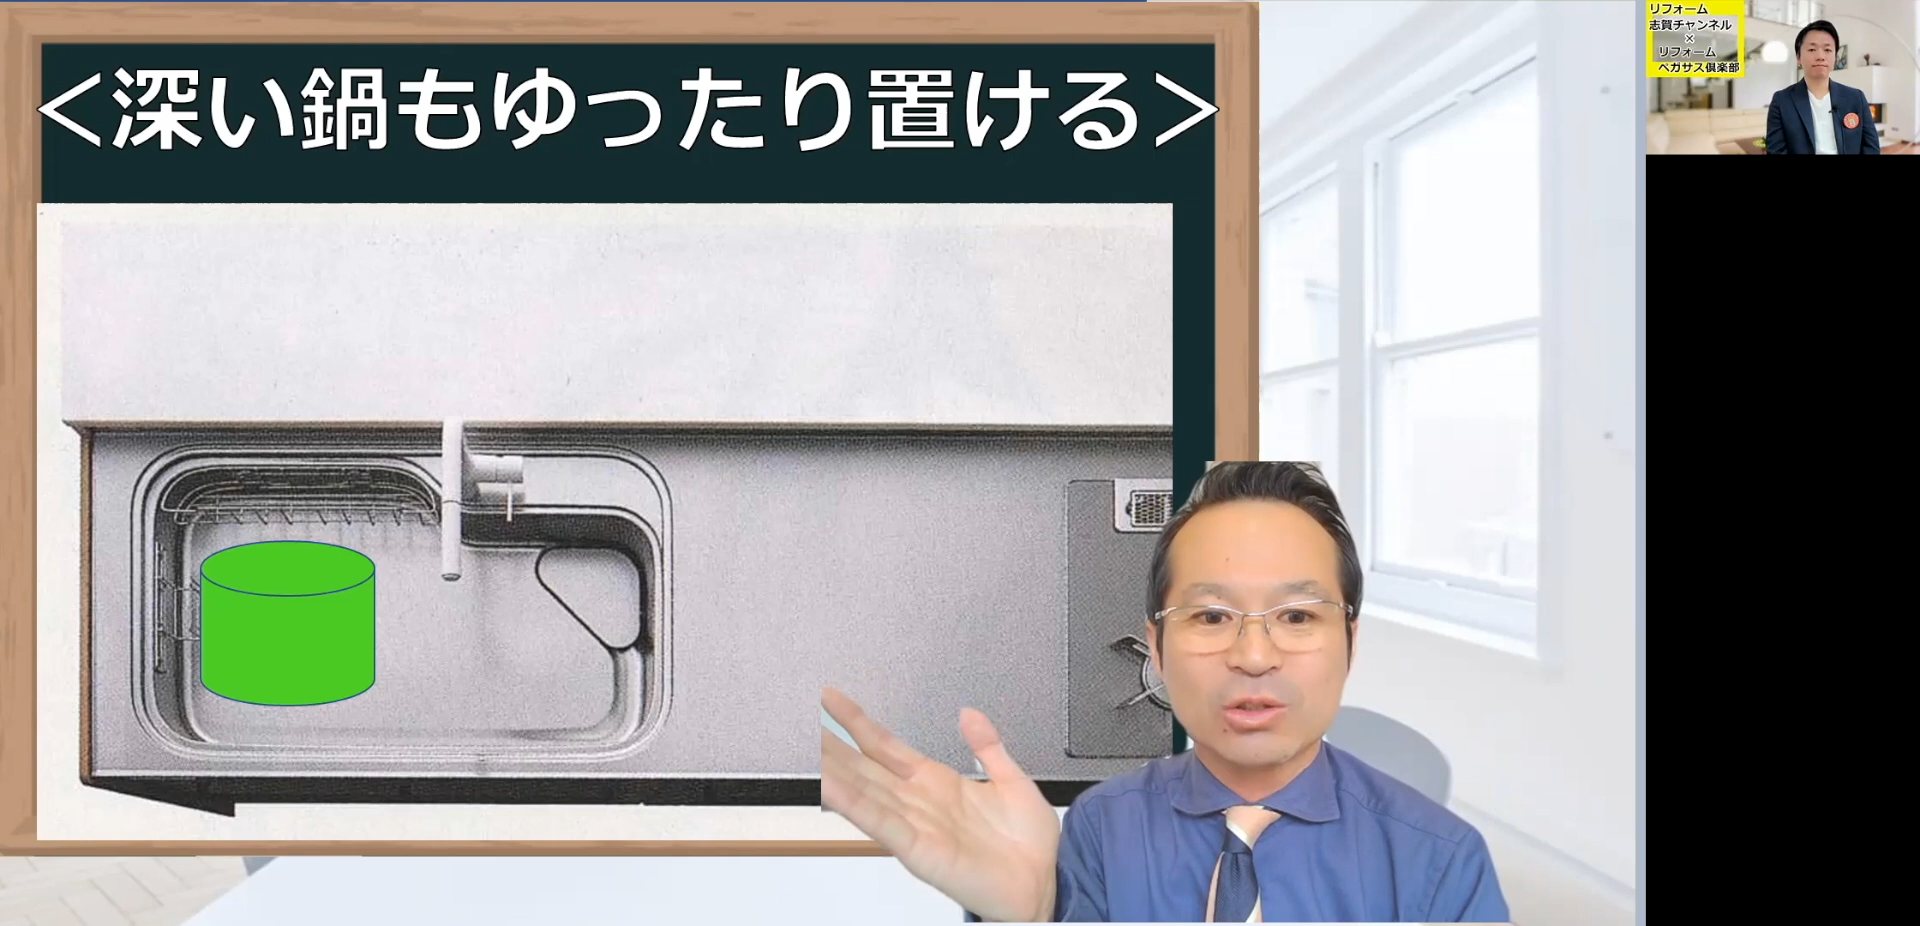 ＜深い鍋もゆったり置ける＞
リフォーム
志賀チャンネル
×
リフォーム
ペガサス倶楽部